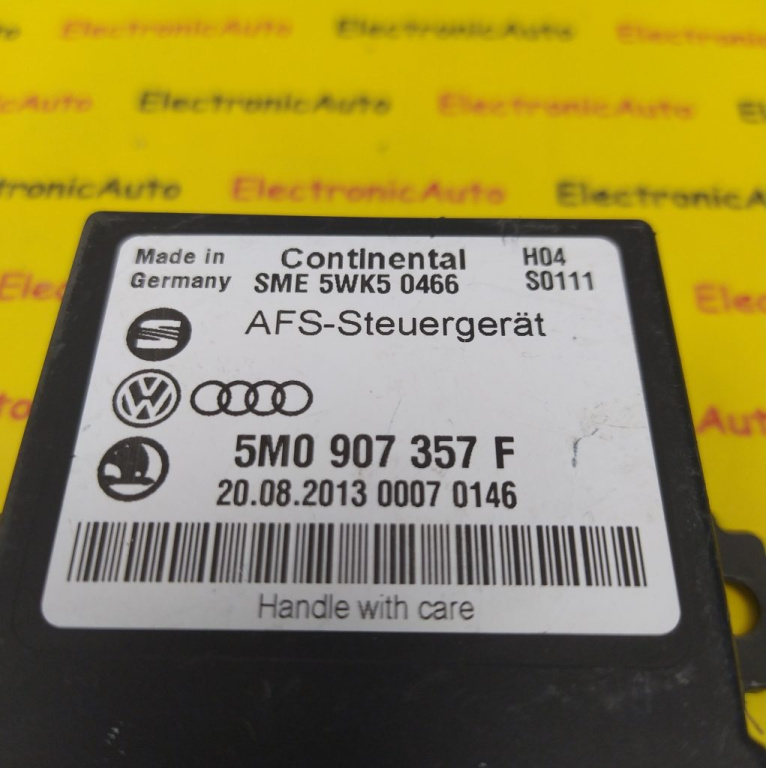 ElectronicAuto ElectronicAuto
ElectronicAuto ElectronicAuto
ElectronicAuto ElectronicAuto
Made in Germany
Continental
SME 5WK5 0466
H04
S0111
AFS-Steuergerät
5M0 907 357 F
20.08.2013 0007 0146
Handle with care